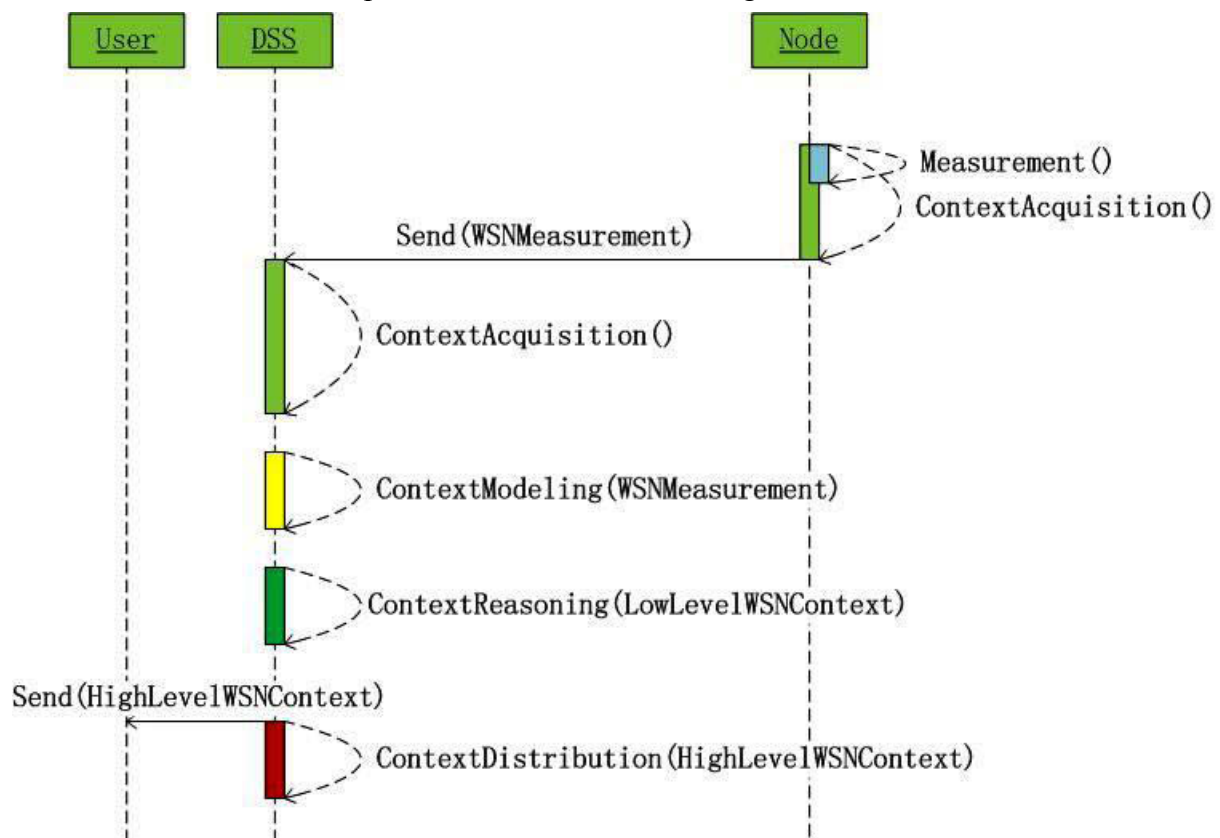 User
DSS
Node
Measurement()
ContextAcquisition()
Send(WSNMeasurement)
ContextAcquisition()
ContextModeling(WSNMeasurement)
ContextReasoning(LowLevelWSNContext)
Send(HighLevelWSNContext)
ContextDistribution(HighLevelWSNContext)